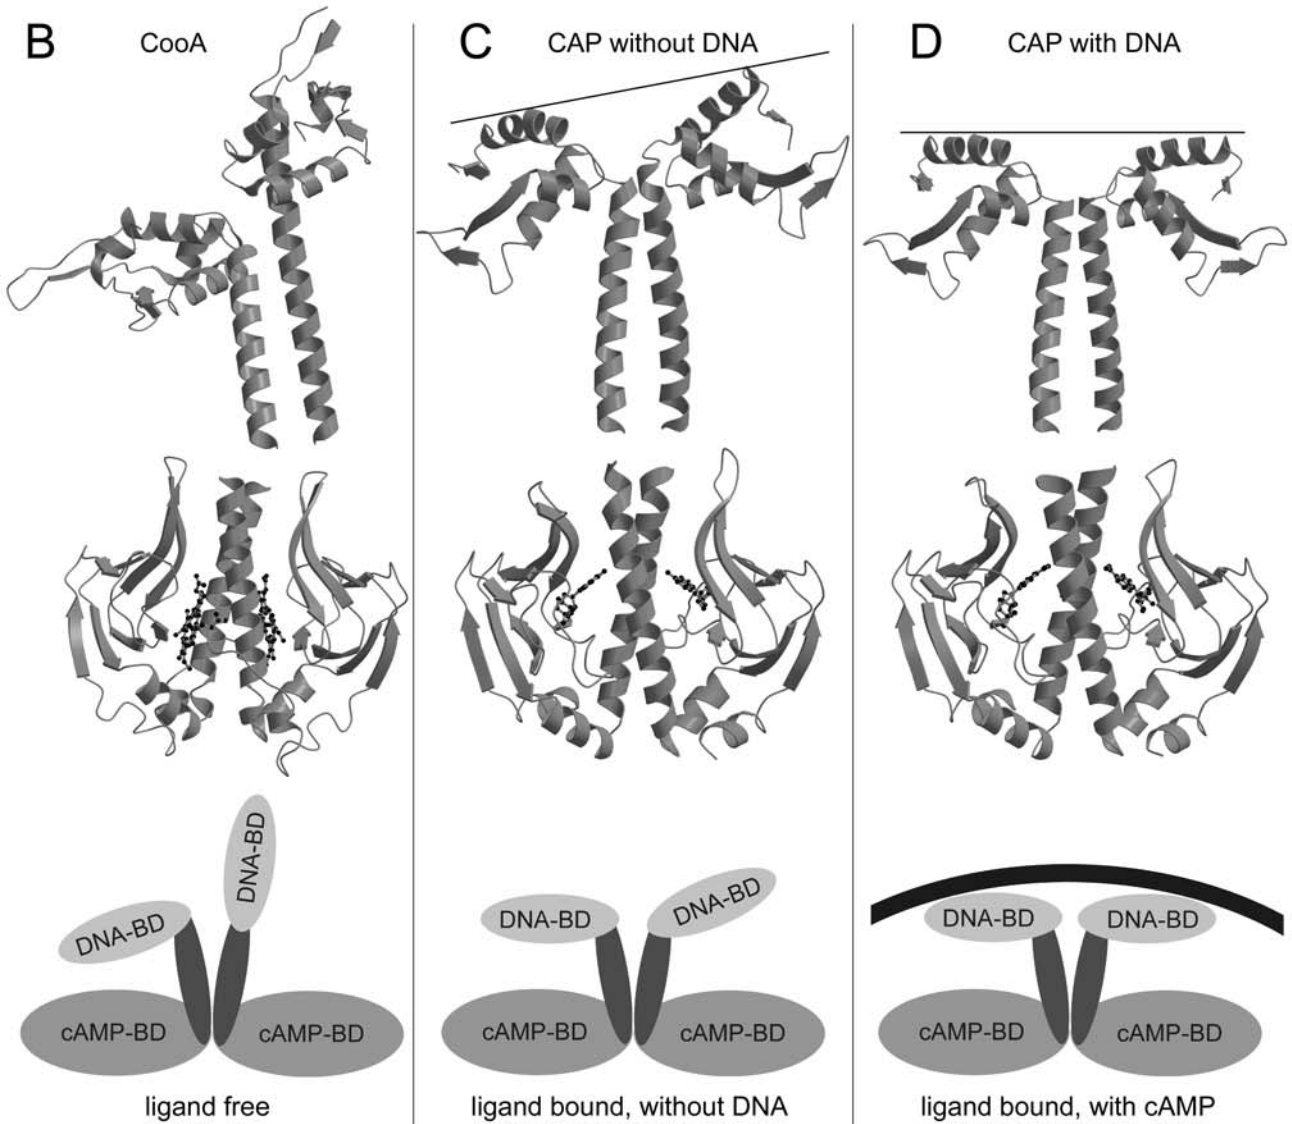 B CooA
C CAP without DNA
D CAP with DNA
DNA-BD
DNA-BD
cAMP-BD
cAMP-BD
ligand free
DNA-BD
DNA-BD
cAMP-BD
cAMP-BD
ligand bound, without DNA
DNA-BD
DNA-BD
cAMP-BD
cAMP-BD
ligand bound, with cAMP